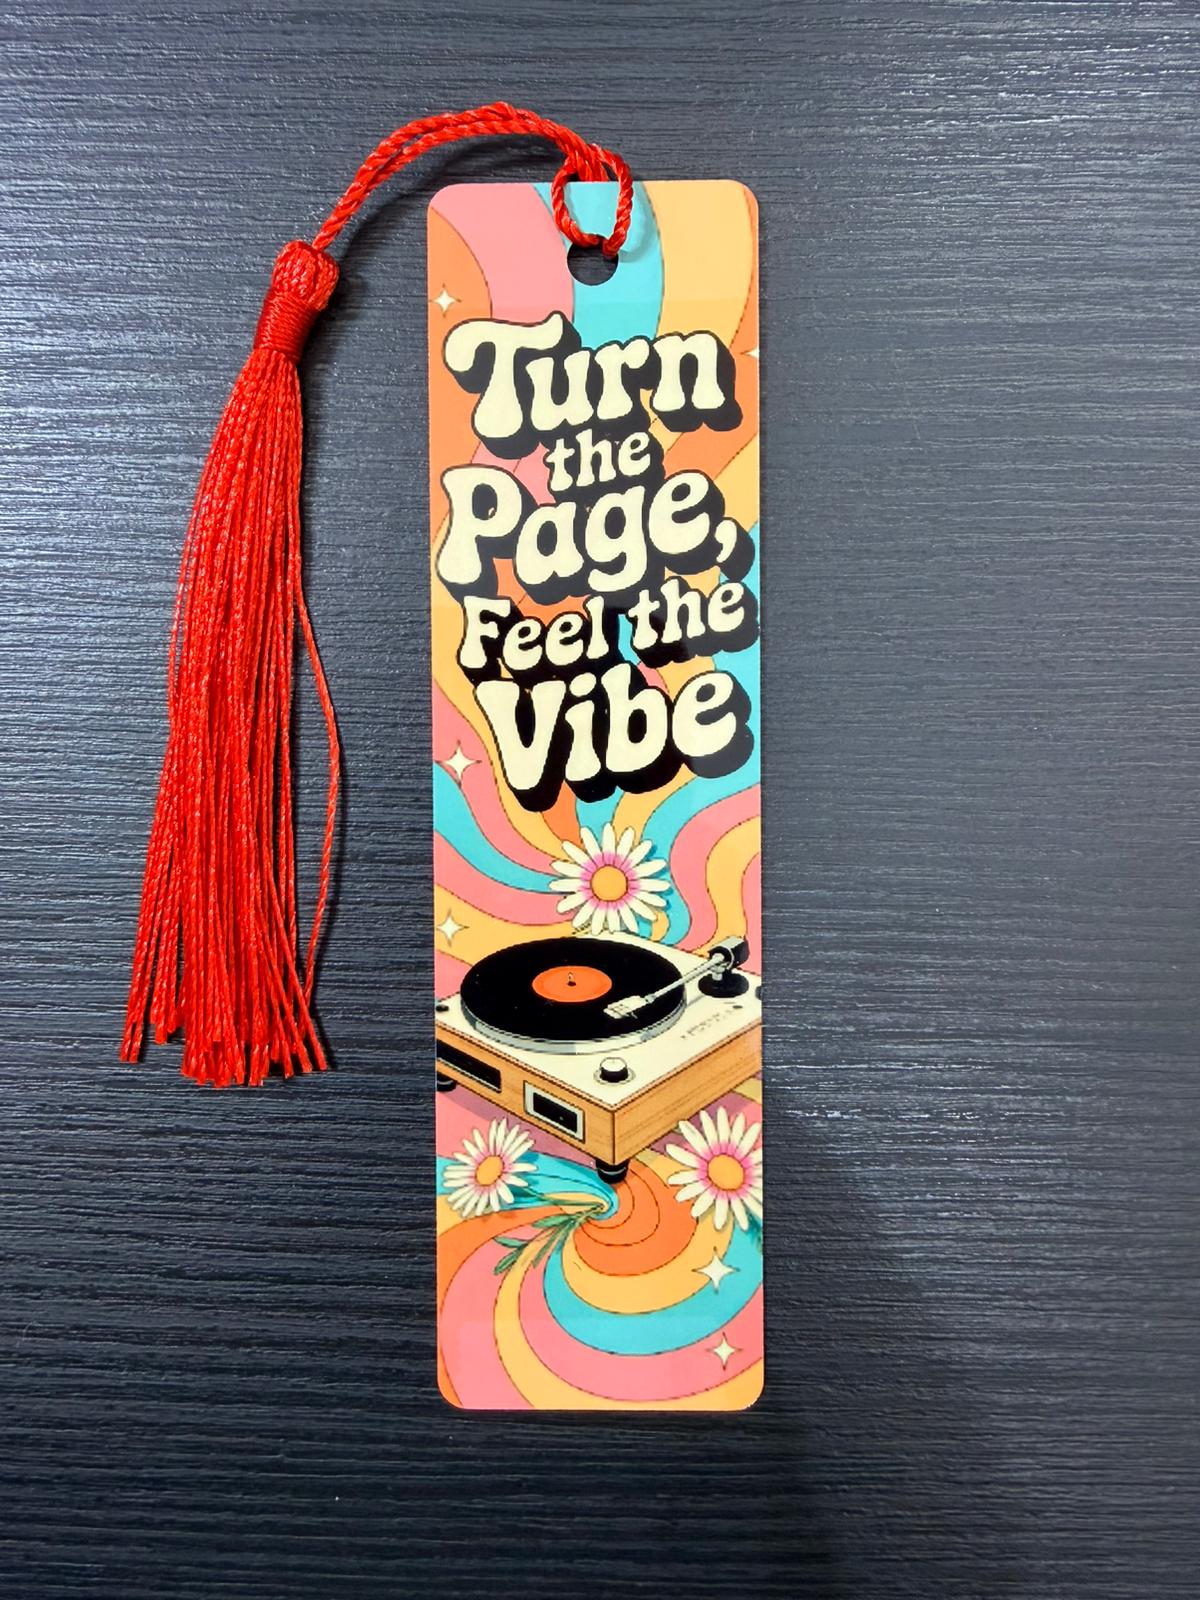 Turn
the
Page,
Feel the
Vibe